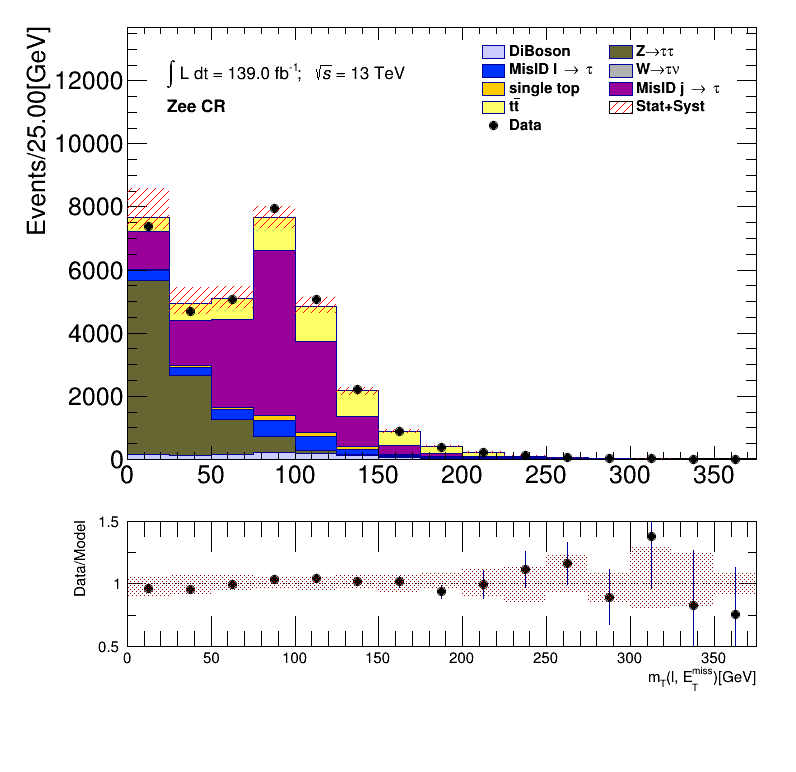 Events/25.00[GeV]
12000
10000
8000
6000
4000
2000
0
∫ L dt = 139.0 fb⁻¹; √s = 13 TeV
Zee CR
DiBoson
MisID l → τ
single top
tt̄
Data
Z→ττ
W→τν
MisID j → τ
Stat+Syst
0 50 100 150 200 250 300 350
Data/Model
1.5
1
0.5
0 50 100 150 200 250 300 350
m_T(l, E_T^miss)[GeV]